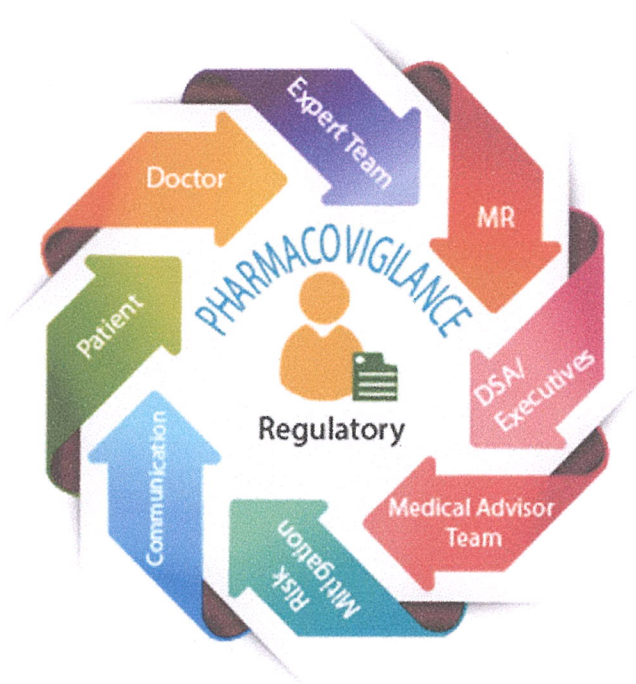 Expert Team
Doctor
MR
PHARMACOVIGILANCE
Patient
DSA/
Executives
Regulatory
Communication
Medical Advisor
Team
Risk
Mitigation